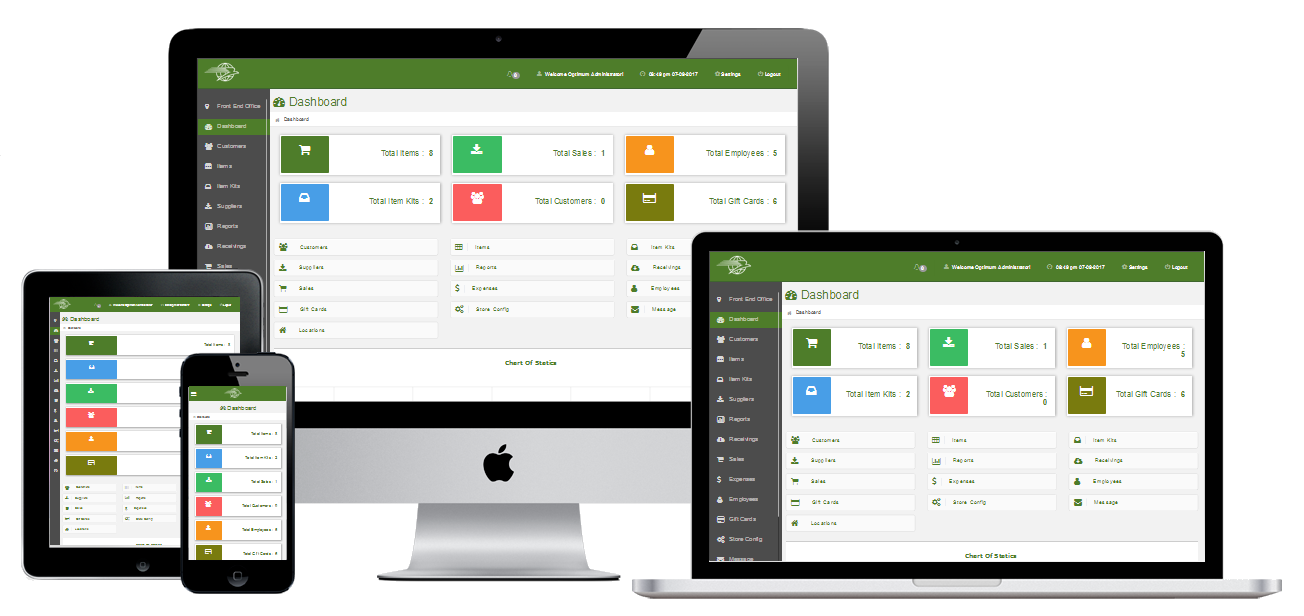 0
Welcome Optimum Administrator!
08:48 pm 07-08-2017
Settings
Logout
Front End Office
Dashboard
Customers
Items
Item Kits
Suppliers
Reports
Receivings
Sales
Dashboard
Dashboard
Total Items : 8
Total Sales : 1
Total Employees : 5
Total Item Kits : 2
Total Customers : 0
Total Gift Cards : 6
Customers
Items
Item Kits
Suppliers
Reports
Receivings
Sales
Expenses
Employees
Gift Cards
Store Config
Message
Locations
Chart Of Statics
Dashboard
Total Items : 8
Dashboard
Total Items : 8
Total Item Kits : 2
Total Sales : 1
Total Customers : 0
Total Employees : 5
Total Gift Cards : 6
0
Welcome Optimum Administrator!
08:48 pm 07-08-2017
Settings
Logout
Front End Office
Dashboard
Customers
Items
Item Kits
Suppliers
Reports
Receivings
Sales
Expenses
Employees
Gift Cards
Store Config
Message
Dashboard
Dashboard
Total Items : 8
Total Sales : 1
Total Employees :
5
Total Item Kits : 2
Total Customers :
0
Total Gift Cards : 6
Customers
Items
Item Kits
Suppliers
Reports
Receivings
Sales
Expenses
Employees
Gift Cards
Store Config
Message
Locations
Chart Of Statics